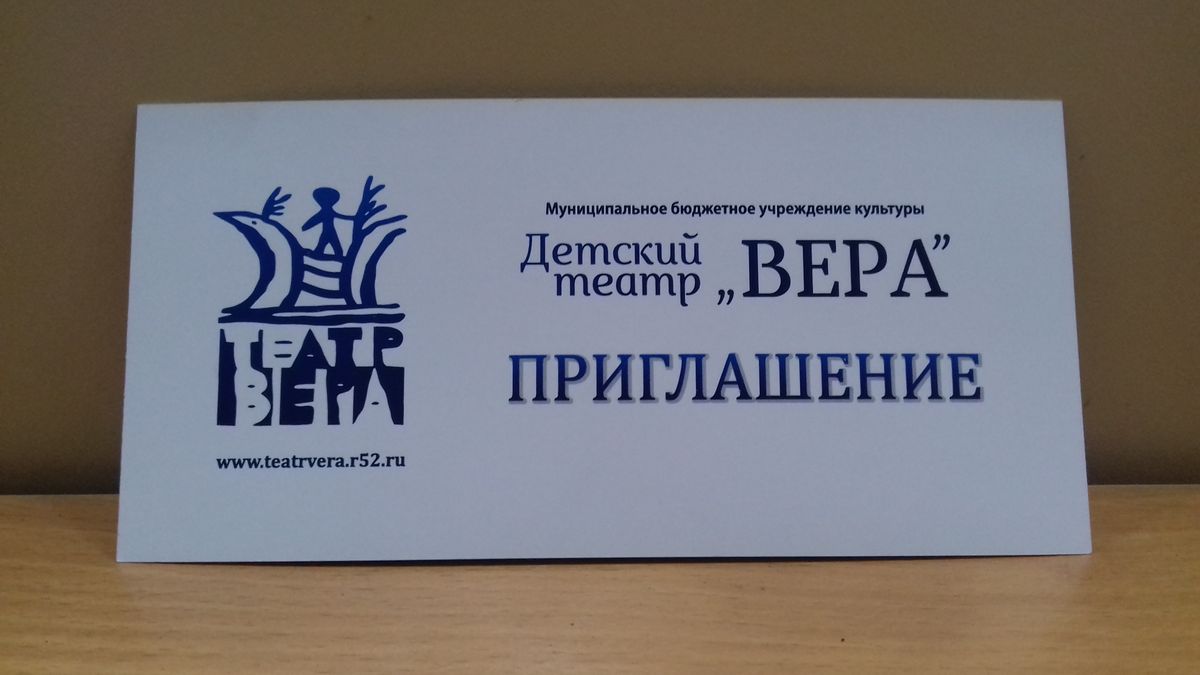 ТЕАТР
ВЕРА
www.teatrvera.r52.ru
Муниципальное бюджетное учреждение культуры
Детский
театр „ВЕРА”
ПРИГЛАШЕНИЕ